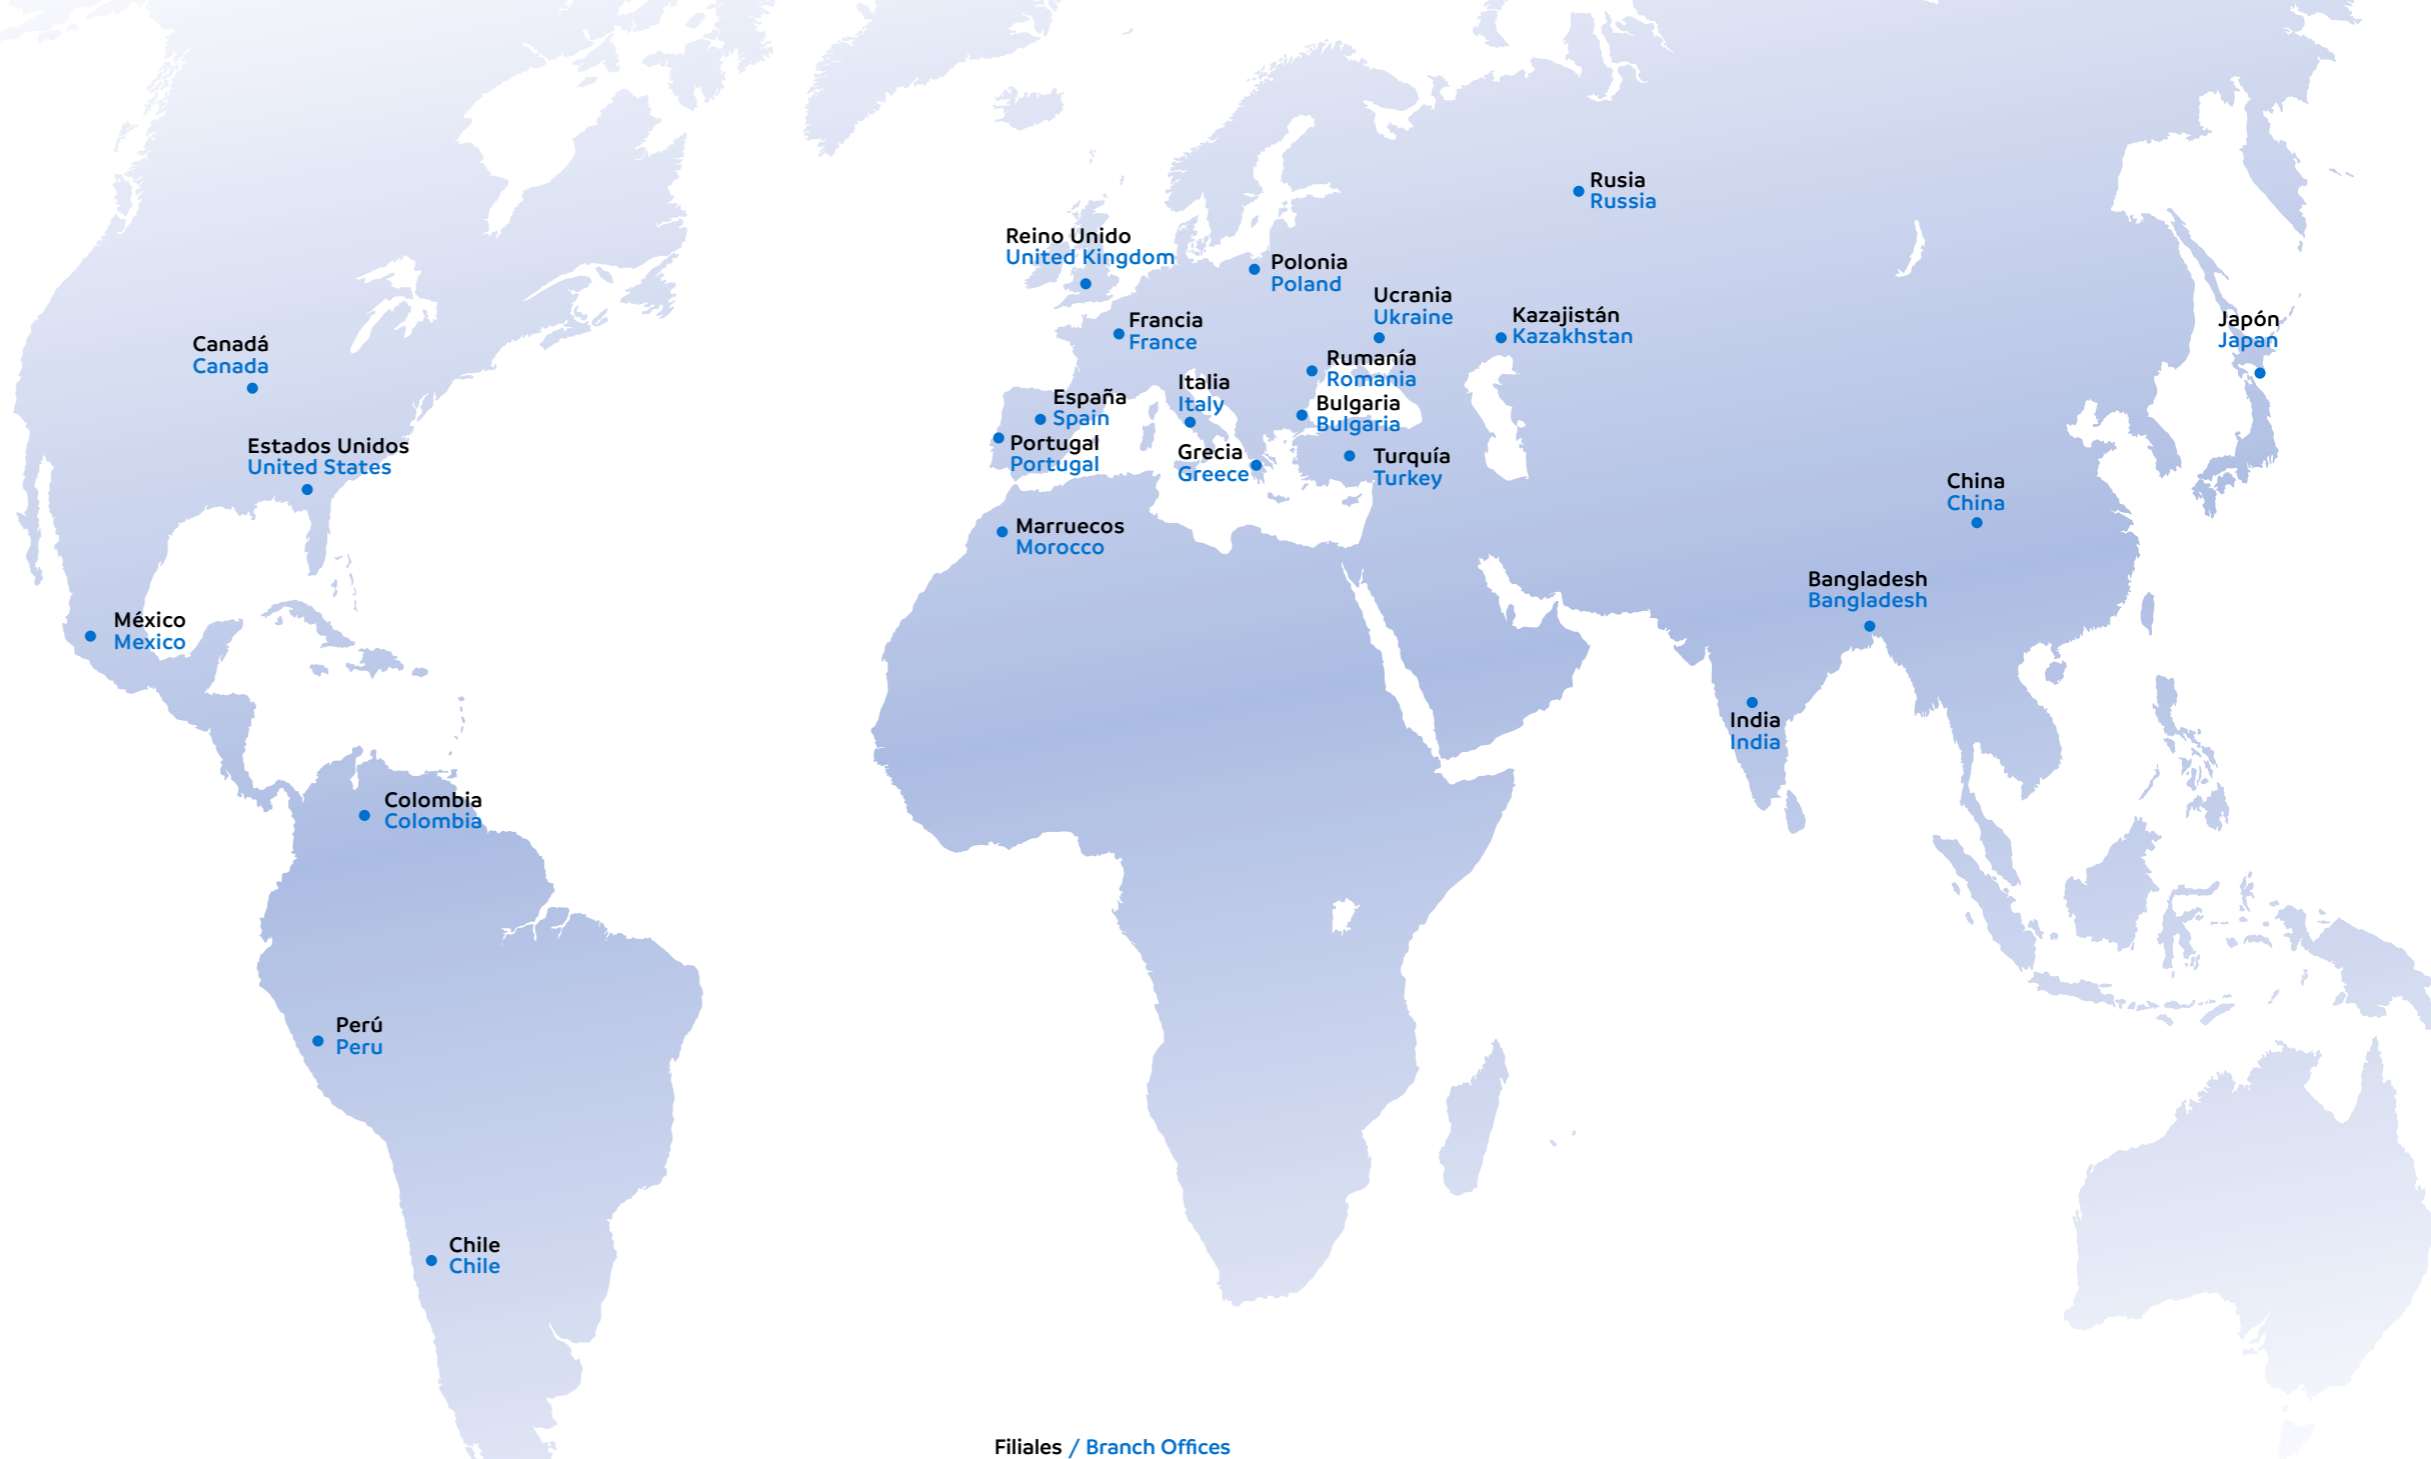 Rusia
Russia
Reino Unido
United Kingdom
Polonia
Poland
Ucrania
Ukraine
Kazajistán
Kazakhstan
Francia
France
Japón
Japan
Canadá
Canada
Rumanía
Romania
Italia
Italy
España
Spain
Bulgaria
Bulgaria
Portugal
Portugal
Estados Unidos
United States
Grecia
Greece
Turquía
Turkey
China
China
Marruecos
Morocco
Bangladesh
Bangladesh
México
Mexico
India
India
Colombia
Colombia
Perú
Peru
Chile
Chile
Filiales / Branch Offices